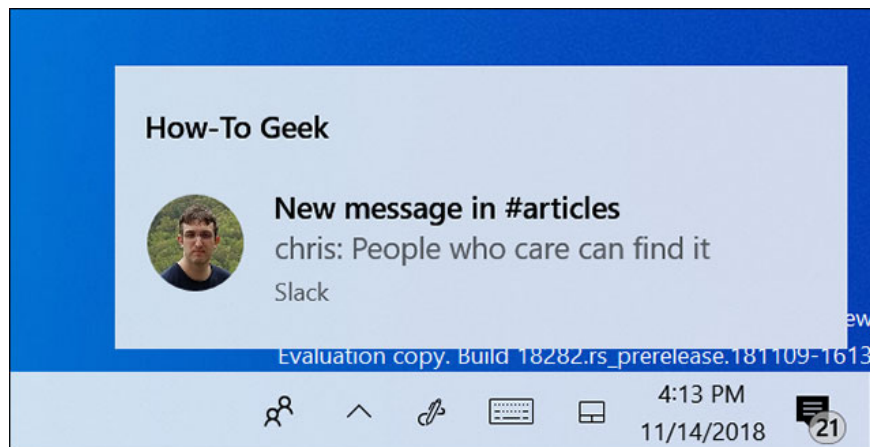 How-To Geek
New message in #articles
chris: People who care can find it
Slack
Evaluation copy. Build 18282.rs_prerelease.181109-1613
4:13 PM
11/14/2018
21